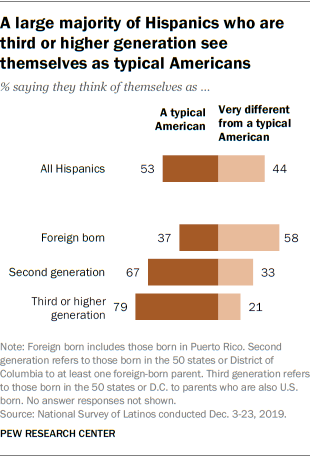 A large majority of Hispanics who are
third or higher generation see
themselves as typical Americans
% saying they think of themselves as ...
A typical
American
Very different
from a typical
American
All Hispanics 53 44
Foreign born 37 58
Second generation 67 33
Third or higher
generation 79 21
Note: Foreign born includes those born in Puerto Rico. Second
generation refers to those born in the 50 states or District of
Columbia to at least one foreign-born parent. Third generation refers
to those born in the 50 states or D.C. to parents who are also U.S.
born. No answer responses not shown.
Source: National Survey of Latinos conducted Dec. 3-23, 2019.
PEW RESEARCH CENTER